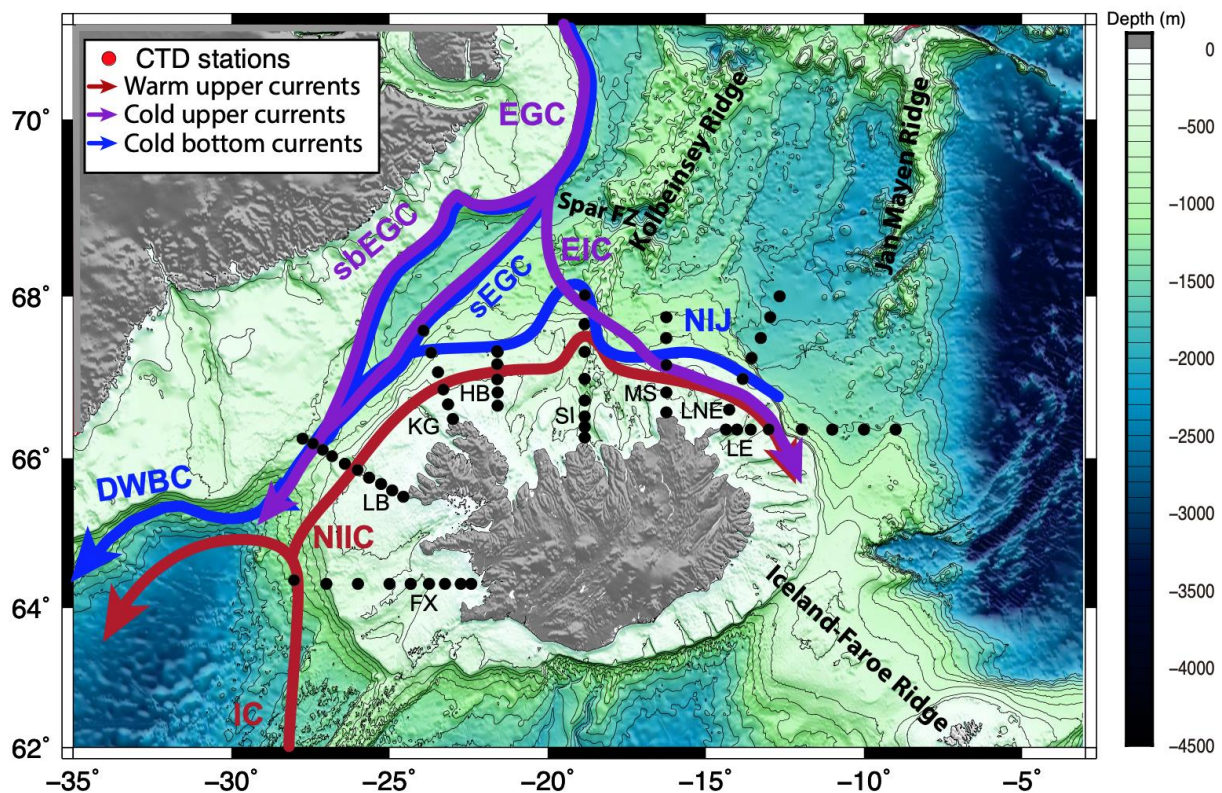 Depth (m)
CTD stations
Warm upper currents
Cold upper currents
Cold bottom currents
EGC
Kolbeinsey Ridge
Jan Mayen Ridge
Spar FZ
sbEGC
EIC
sEGC
NIJ
HB
MS
KG
SI
LNE
LE
DWBC
LB
NIIC
FX
Iceland-Faroe Ridge
IC
70˚
68˚
66˚
64˚
62˚
−35˚ −30˚ −25˚ −20˚ −15˚ −10˚ −5˚
0
−500
−1000
−1500
−2000
−2500
−3000
−3500
−4000
−4500